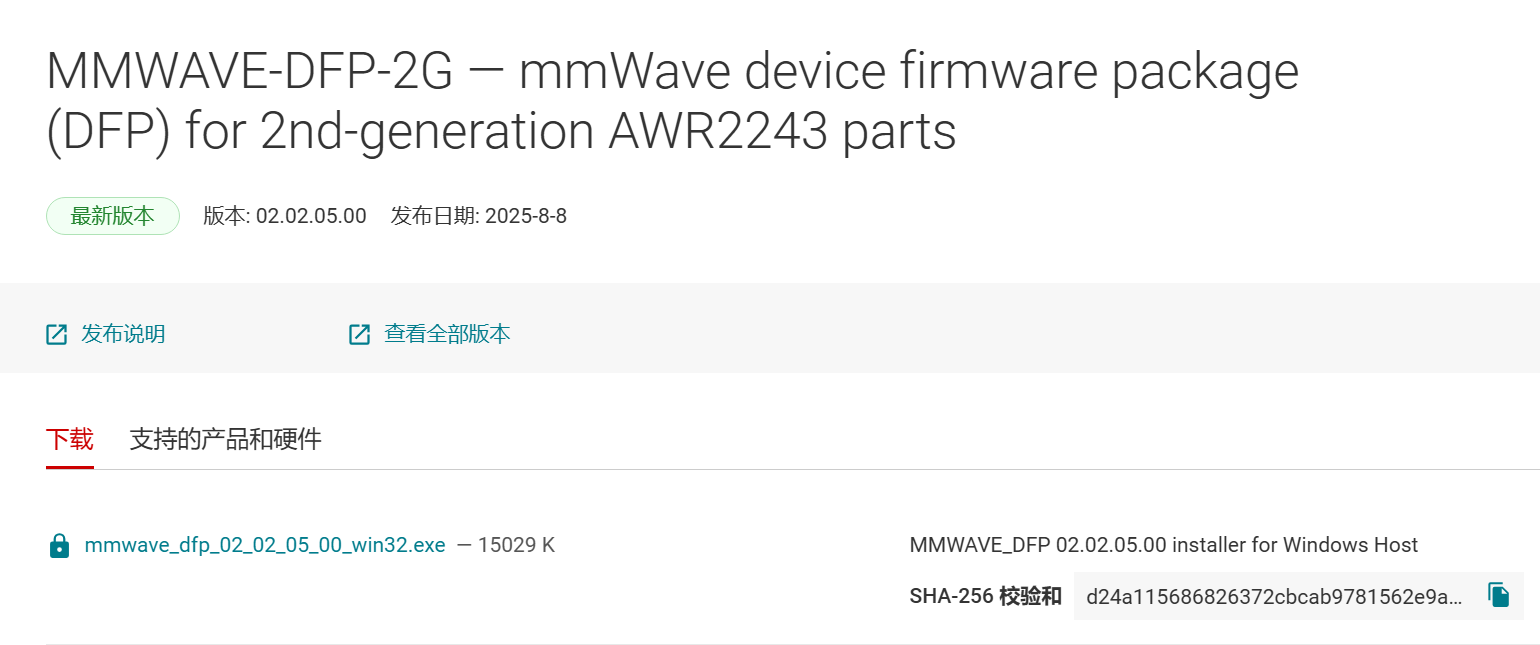 MMWAVE-DFP-2G — mmWave device firmware package
(DFP) for 2nd-generation AWR2243 parts
最新版本 版本: 02.02.05.00 发布日期: 2025-8-8
发布说明 查看全部版本
下载 支持的产品和硬件
mmwave_dfp_02_02_05_00_win32.exe — 15029 K MMWAVE_DFP 02.02.05.00 installer for Windows Host
SHA-256 校验和 d24a115686826372cbcab9781562e9a...